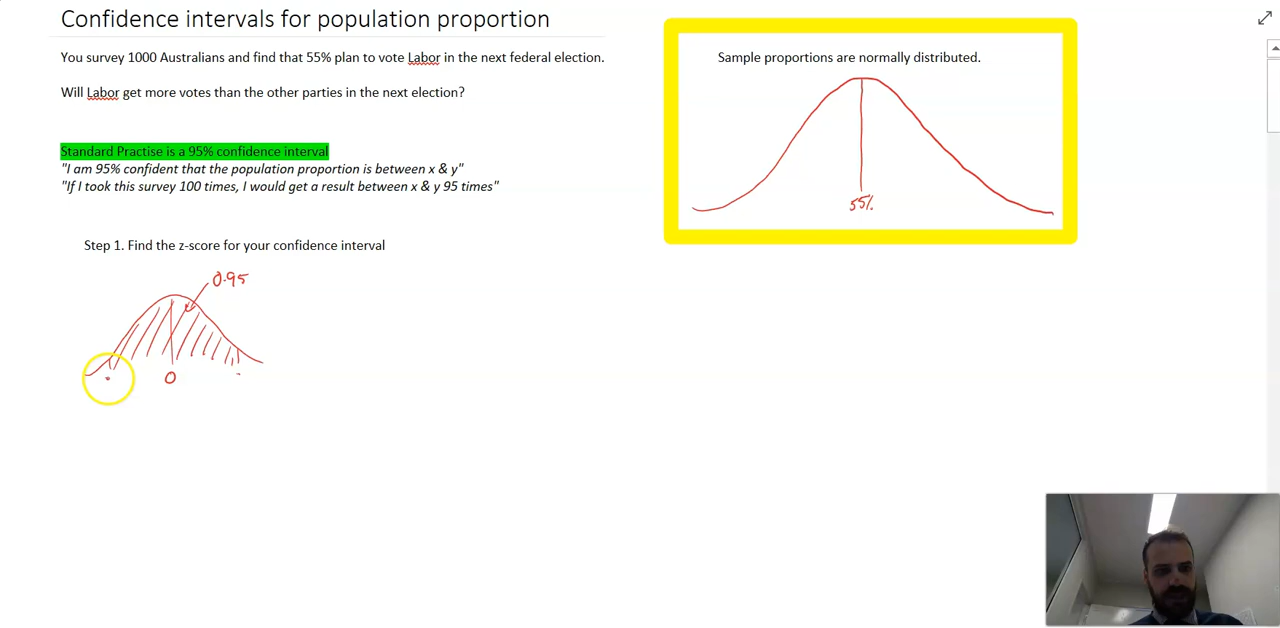 Confidence intervals for population proportion
You survey 1000 Australians and find that 55% plan to vote Labor in the next federal election.
Will Labor get more votes than the other parties in the next election?
Standard Practise is a 95% confidence interval
"I am 95% confident that the population proportion is between x & y"
"If I took this survey 100 times, I would get a result between x & y 95 times"
Step 1. Find the z-score for your confidence interval
0.95
0
Sample proportions are normally distributed.
55%